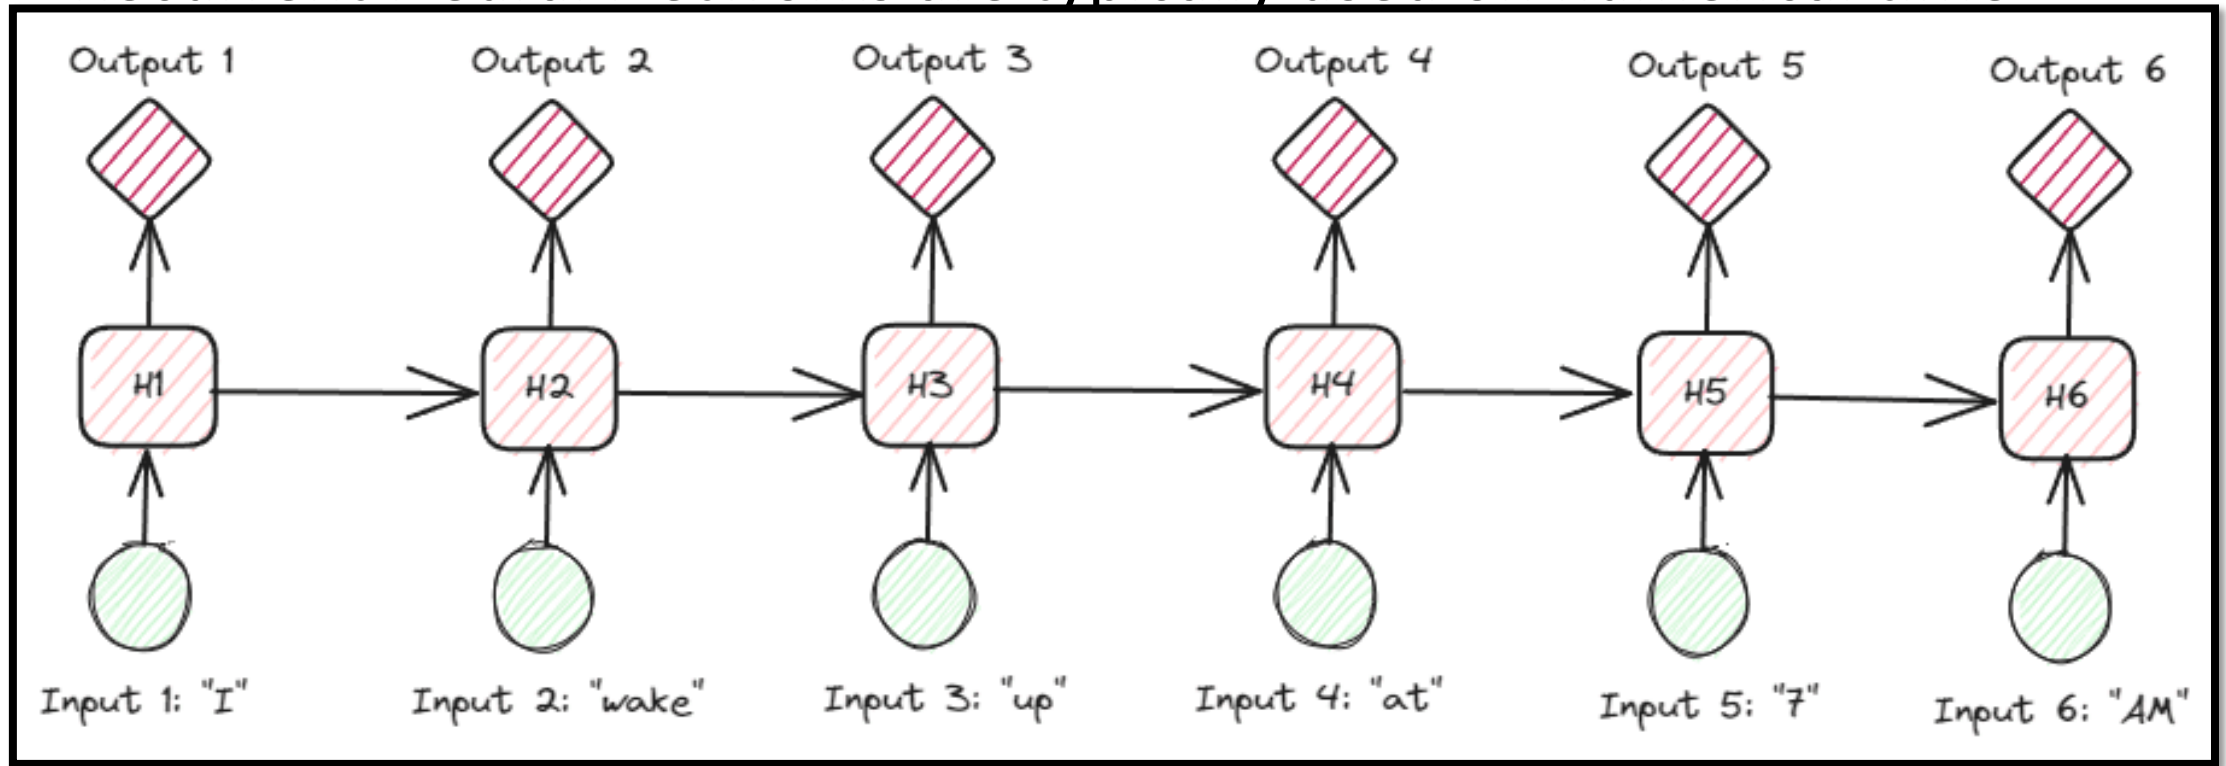 Output 1
Output 2
Output 3
Output 4
Output 5
Output 6
H1
H2
H3
H4
H5
H6
Input 1: "I"
Input 2: "wake"
Input 3: "up"
Input 4: "at"
Input 5: "7"
Input 6: "AM"